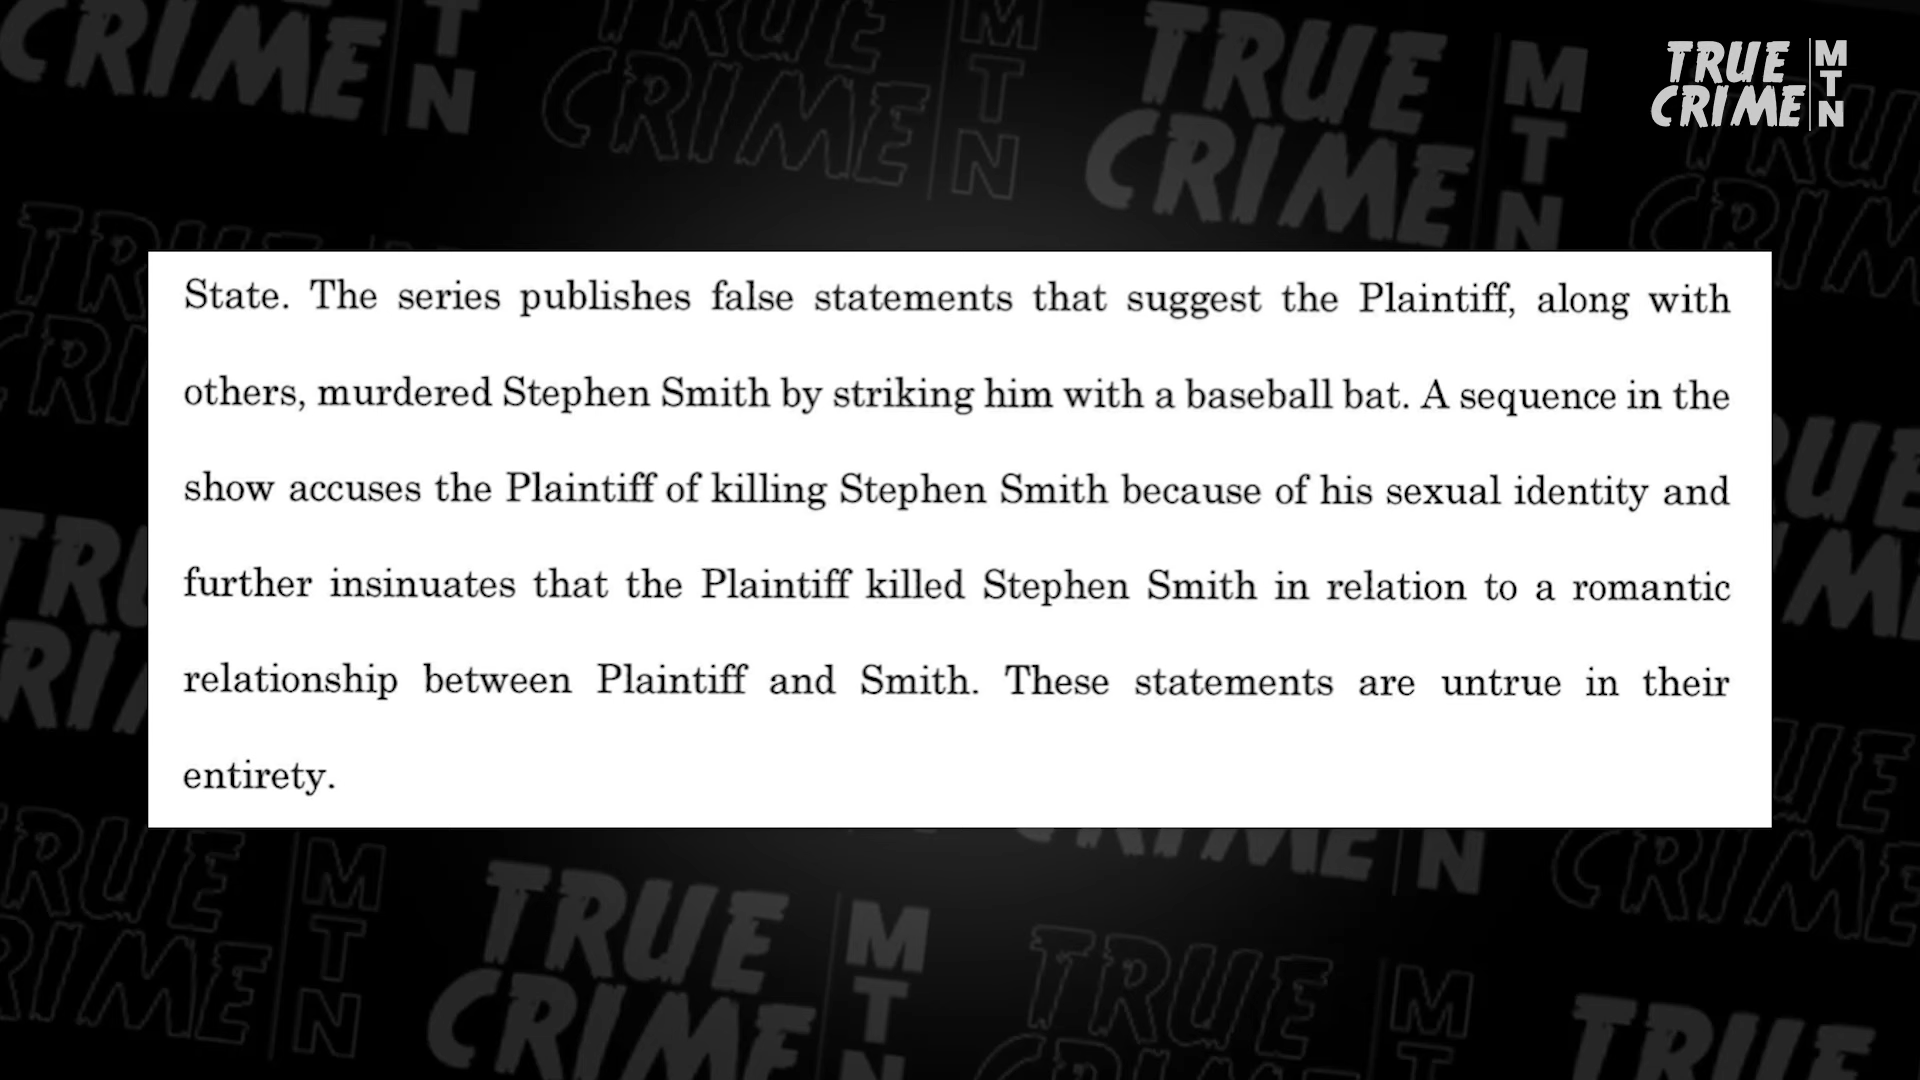 TRUE
CRIME
MTN
State. The series publishes false statements that suggest the Plaintiff, along with
others, murdered Stephen Smith by striking him with a baseball bat. A sequence in the
show accuses the Plaintiff of killing Stephen Smith because of his sexual identity and
further insinuates that the Plaintiff killed Stephen Smith in relation to a romantic
relationship between Plaintiff and Smith. These statements are untrue in their
entirety.